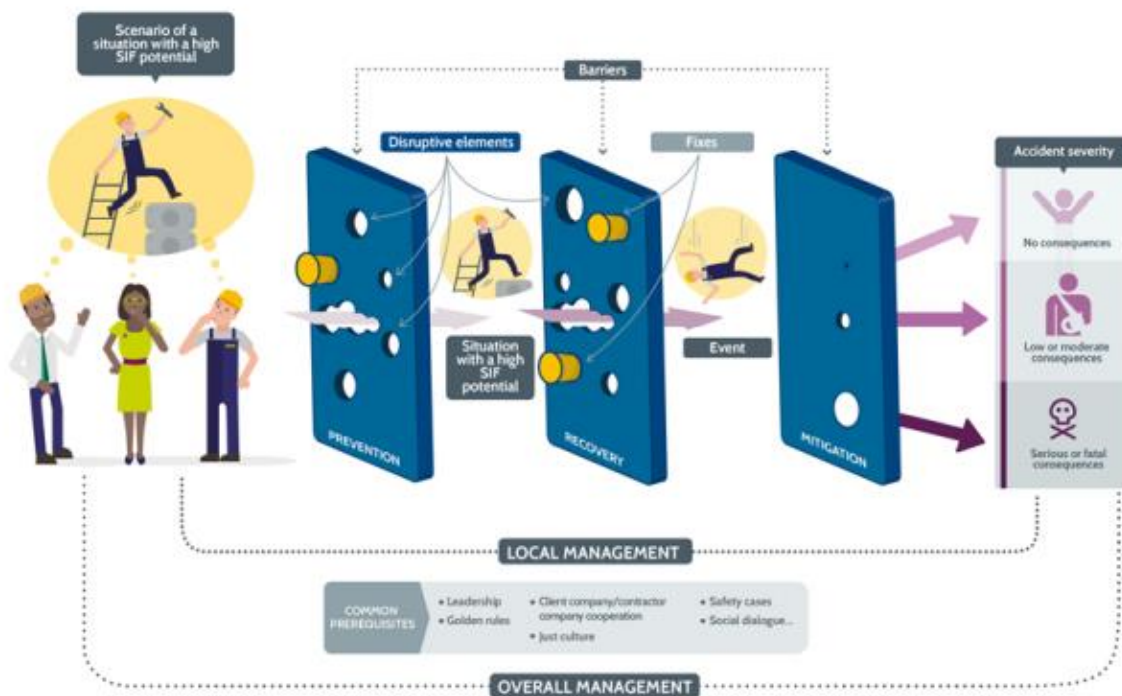 Scenario of a
situation with a high
SIF potential
Barriers
Disruptive elements
Fixes
Accident severity
No consequences
Low or moderate
consequences
Serious or fatal
consequences
Situation
with a high
SIF
potential
Event
PREVENTION
RECOVERY
MITIGATION
LOCAL MANAGEMENT
COMMON
PREREQUISITES
• Leadership
• Golden rules
• Client company/contractor
company cooperation
• Just culture
• Safety cases
• Social dialogue...
OVERALL MANAGEMENT